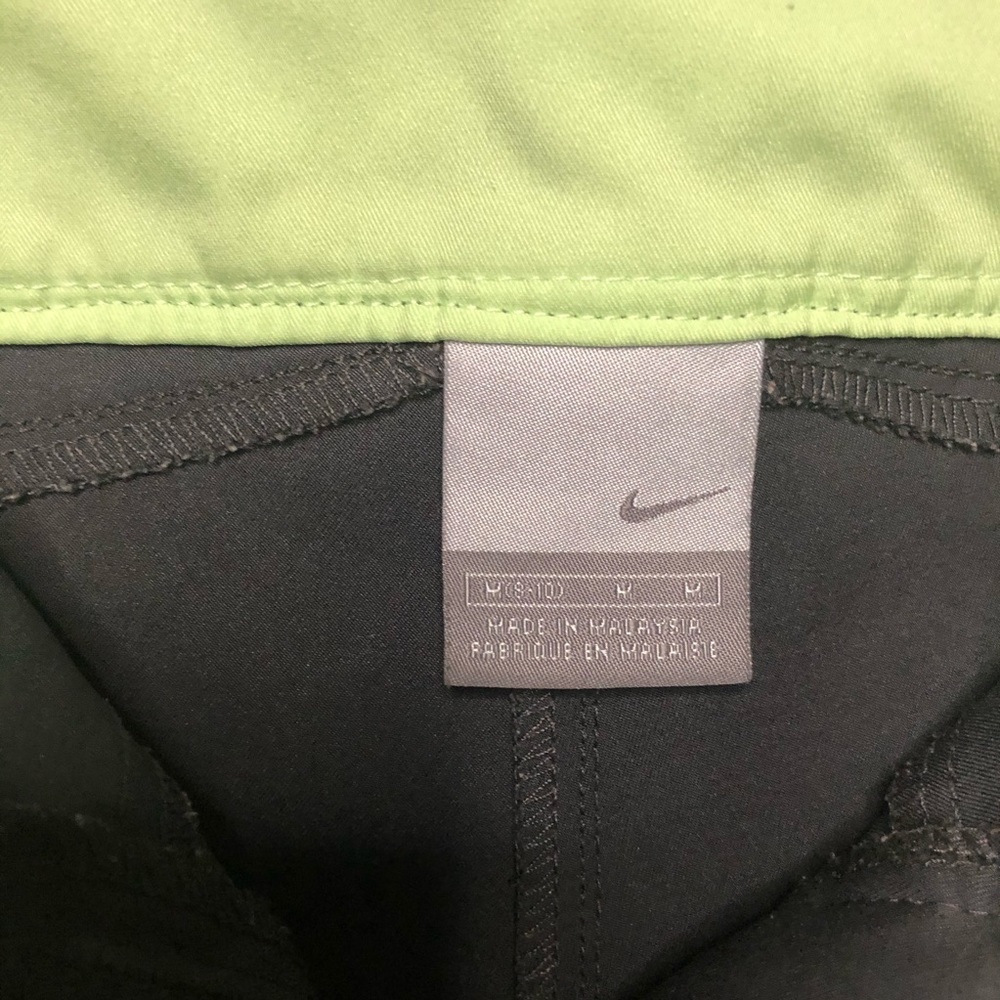 M(8-10) M M
MADE IN MALAYSIA
FABRIQUE EN MALAISIE